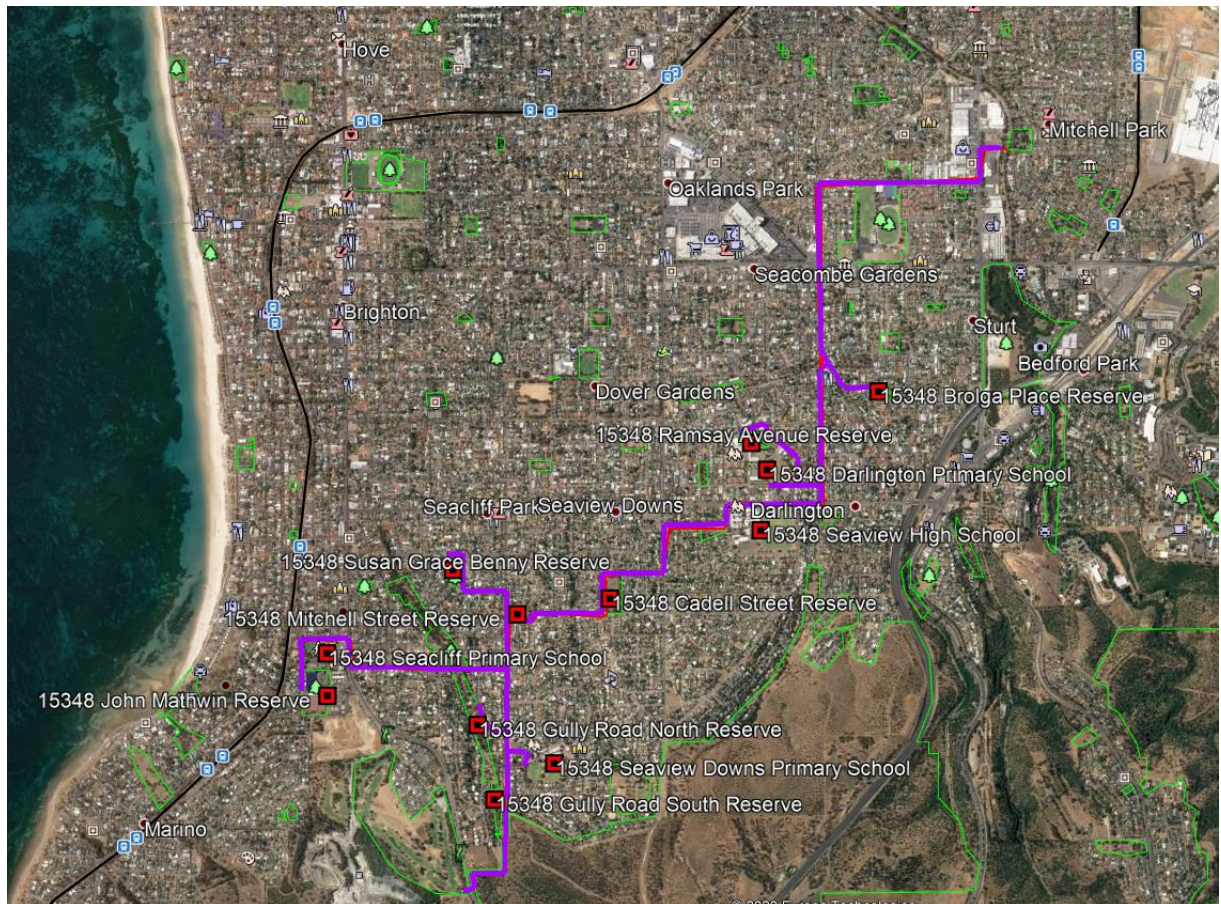 Hove
Mitchell Park
Oaklands Park
Seacombe Gardens
Brighton
Sturt
Bedford Park
Dover Gardens
15348 Brolga Place Reserve
15348 Ramsay Avenue Reserve
15348 Darlington Primary School
Seacliff Park
Seaview Downs
Darlington
15348 Seaview High School
15348 Susan Grace Benny Reserve
15348 Cadell Street Reserve
15348 Mitchell Street Reserve
15348 Seacliff Primary School
15348 John Mathwin Reserve
15348 Gully Road North Reserve
15348 Seaview Downs Primary School
15348 Gully Road South Reserve
Marino